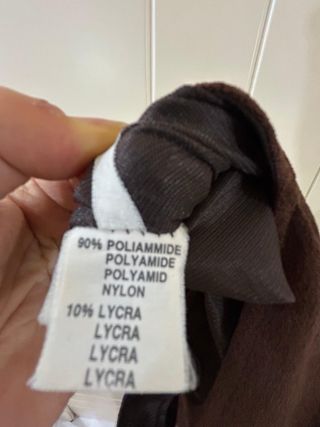 90% POLIAMMIDE
POLYAMIDE
POLYAMID
NYLON
10% LYCRA
LYCRA
LYCRA
LYCRA